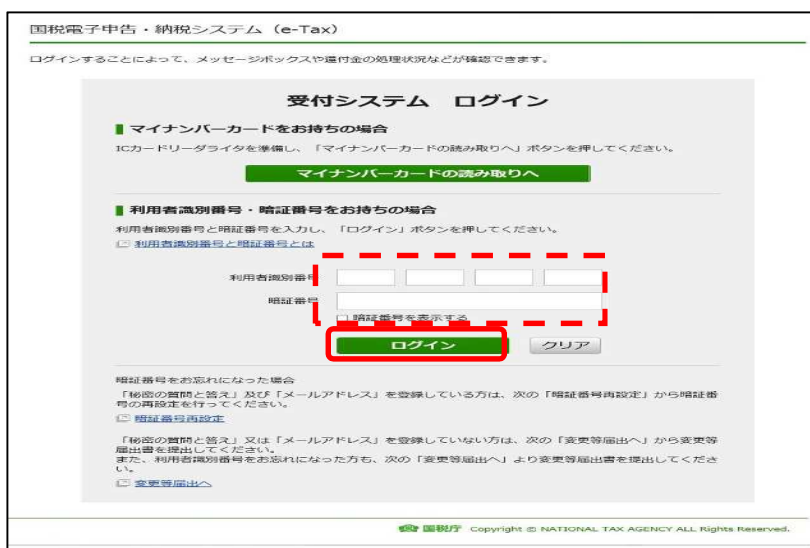 国税電子申告・納税システム（e-Tax）
ログインすることによって、メッセージボックスや還付金の処理状況などが確認できます。
受付システム　ログイン
マイナンバーカードをお持ちの場合
ICカードリーダライタを準備し、「マイナンバーカードの読み取りへ」ボタンを押してください。
マイナンバーカードの読み取りへ
利用者識別番号・暗証番号をお持ちの場合
利用者識別番号と暗証番号を入力し、「ログイン」ボタンを押してください。
利用者識別番号と暗証番号とは
利用者識別番号
暗証番号
暗証番号を表示する
ログイン　クリア
暗証番号をお忘れになった場合
「秘密の質問と答え」及び「メールアドレス」を登録している方は、次の「暗証番号再設定」から暗証番
号の再設定を行ってください。
暗証番号再設定
「秘密の質問と答え」又は「メールアドレス」を登録していない方は、次の「変更等届出へ」から変更等
届出書を提出してください。
また、利用者識別番号をお忘れになった方も、次の「変更等届出へ」より変更等届出書を提出してくださ
い。
変更等届出へ
国税庁 Copyright © NATIONAL TAX AGENCY ALL Rights Reserved.